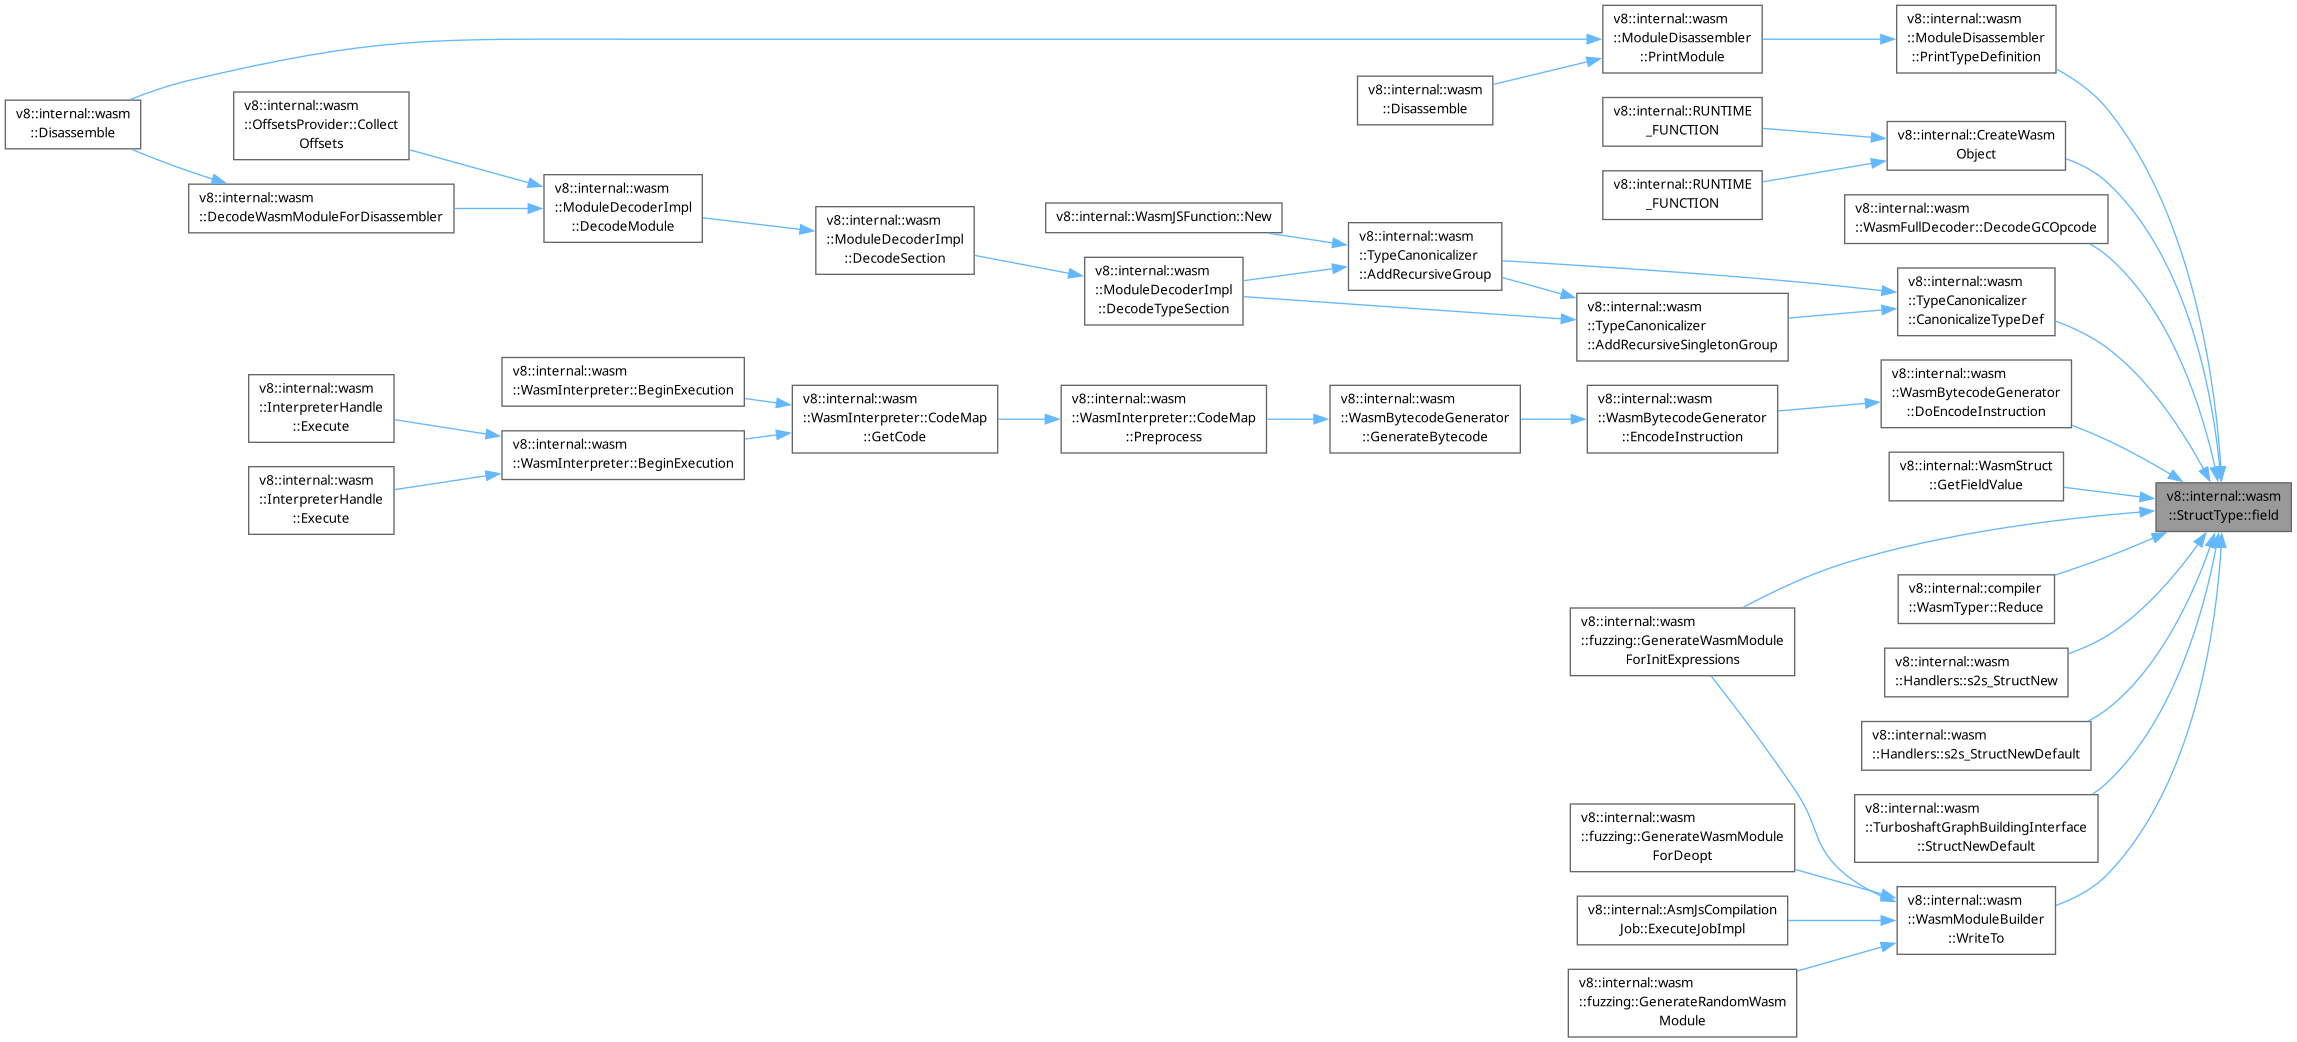 v8::internal::wasm
::ModuleDisassembler
::PrintModule
v8::internal::wasm
::ModuleDisassembler
::PrintTypeDefinition
v8::internal::wasm
::Disassemble
v8::internal::wasm
::Disassemble
v8::internal::wasm
::OffsetsProvider::Collect
Offsets
v8::internal::RUNTIME
_FUNCTION
v8::internal::CreateWasm
Object
v8::internal::RUNTIME
_FUNCTION
v8::internal::wasm
::DecodeWasmModuleForDisassembler
v8::internal::wasm
::ModuleDecoderImpl
::DecodeModule
v8::internal::wasm
::ModuleDecoderImpl
::DecodeSection
v8::internal::WasmJSFunction::New
v8::internal::wasm
::ModuleDecoderImpl
::DecodeTypeSection
v8::internal::wasm
::TypeCanonicalizer
::AddRecursiveGroup
v8::internal::wasm
::WasmFullDecoder::DecodeGCOpcode
v8::internal::wasm
::TypeCanonicalizer
::CanonicalizeTypeDef
v8::internal::wasm
::TypeCanonicalizer
::AddRecursiveSingletonGroup
v8::internal::wasm
::InterpreterHandle
::Execute
v8::internal::wasm
::WasmInterpreter::BeginExecution
v8::internal::wasm
::WasmInterpreter::CodeMap
::GetCode
v8::internal::wasm
::WasmInterpreter::CodeMap
::Preprocess
v8::internal::wasm
::WasmBytecodeGenerator
::GenerateBytecode
v8::internal::wasm
::WasmBytecodeGenerator
::EncodeInstruction
v8::internal::wasm
::WasmBytecodeGenerator
::DoEncodeInstruction
v8::internal::wasm
::WasmInterpreter::BeginExecution
v8::internal::wasm
::InterpreterHandle
::Execute
v8::internal::WasmStruct
::GetFieldValue
v8::internal::wasm
::StructType::field
v8::internal::compiler
::WasmTyper::Reduce
v8::internal::wasm
::fuzzing::GenerateWasmModule
ForInitExpressions
v8::internal::wasm
::Handlers::s2s_StructNew
v8::internal::wasm
::Handlers::s2s_StructNewDefault
v8::internal::wasm
::TurboshaftGraphBuildingInterface
::StructNewDefault
v8::internal::wasm
::fuzzing::GenerateWasmModule
ForDeopt
v8::internal::AsmJsCompilation
Job::ExecuteJobImpl
v8::internal::wasm
::WasmModuleBuilder
::WriteTo
v8::internal::wasm
::fuzzing::GenerateRandomWasm
Module